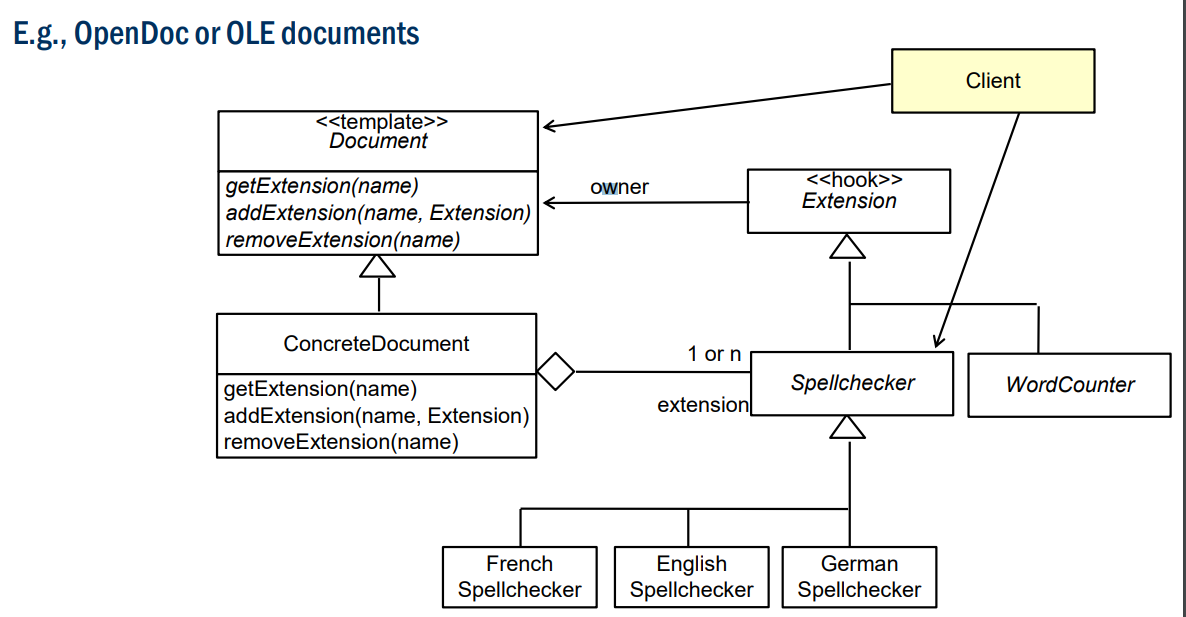 E.g., OpenDoc or OLE documents
Client
<<template>>
Document
getExtension(name)
addExtension(name, Extension)
removeExtension(name)
owner
<<hook>>
Extension
ConcreteDocument
getExtension(name)
addExtension(name, Extension)
removeExtension(name)
1 or n
extension
Spellchecker
WordCounter
French
Spellchecker
English
Spellchecker
German
Spellchecker